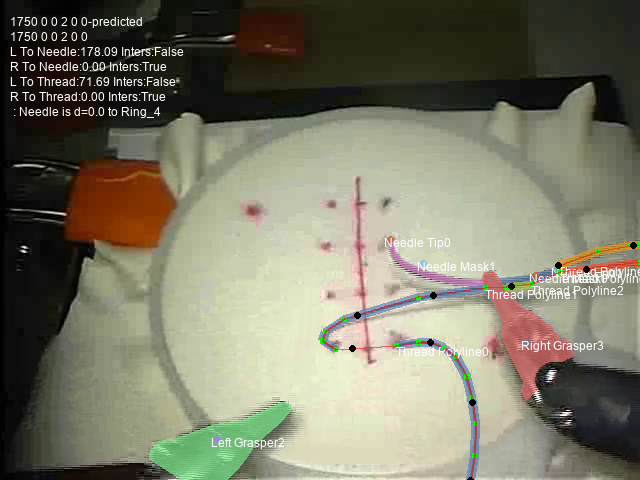 1750 0 0 2 0 0-predicted
1750 0 0 2 0 0
L To Needle:178.09 Inters:False
R To Needle:0.00 Inters:True
L To Thread:71.69 Inters:False
R To Thread:0.00 Inters:True
: Needle is d=0.0 to Ring_4
Needle Tip0
Needle Mask1
Thread Polyline1
Thread Polyline2
Right Grasper3
Thread Polyline0
Left Grasper2